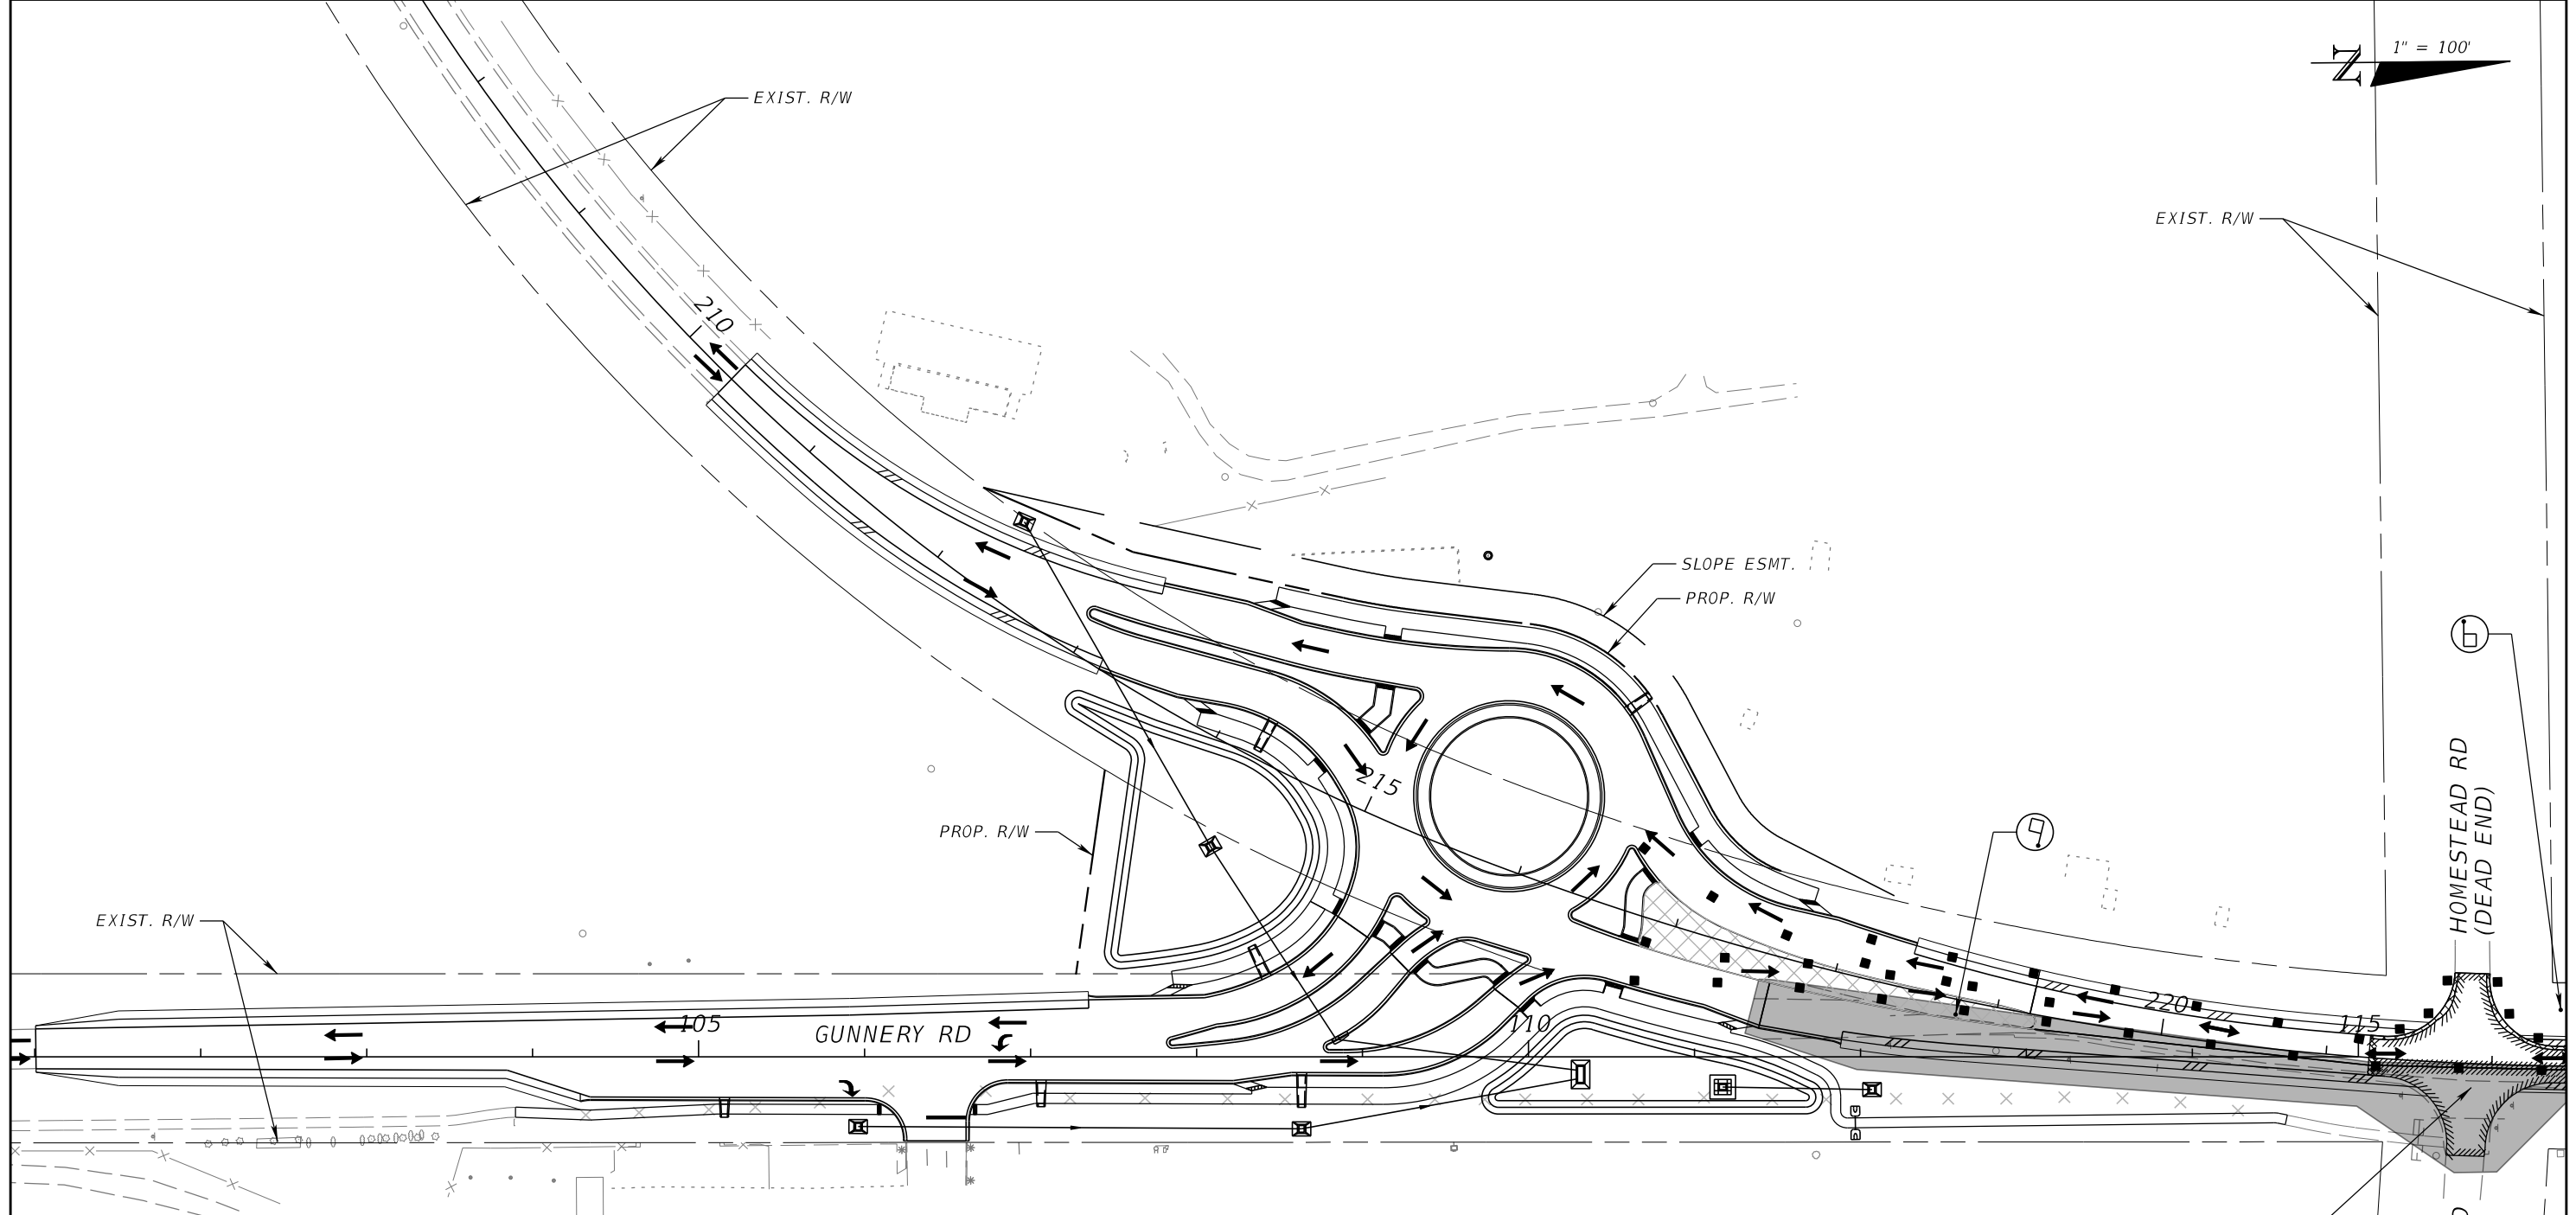 N
1" = 100'
EXIST. R/W
EXIST. R/W
210
SLOPE ESMT.
PROP. R/W
215
PROP. R/W
HOMESTEAD RD
(DEAD END)
EXIST. R/W
220
105
GUNNERY RD
110
115